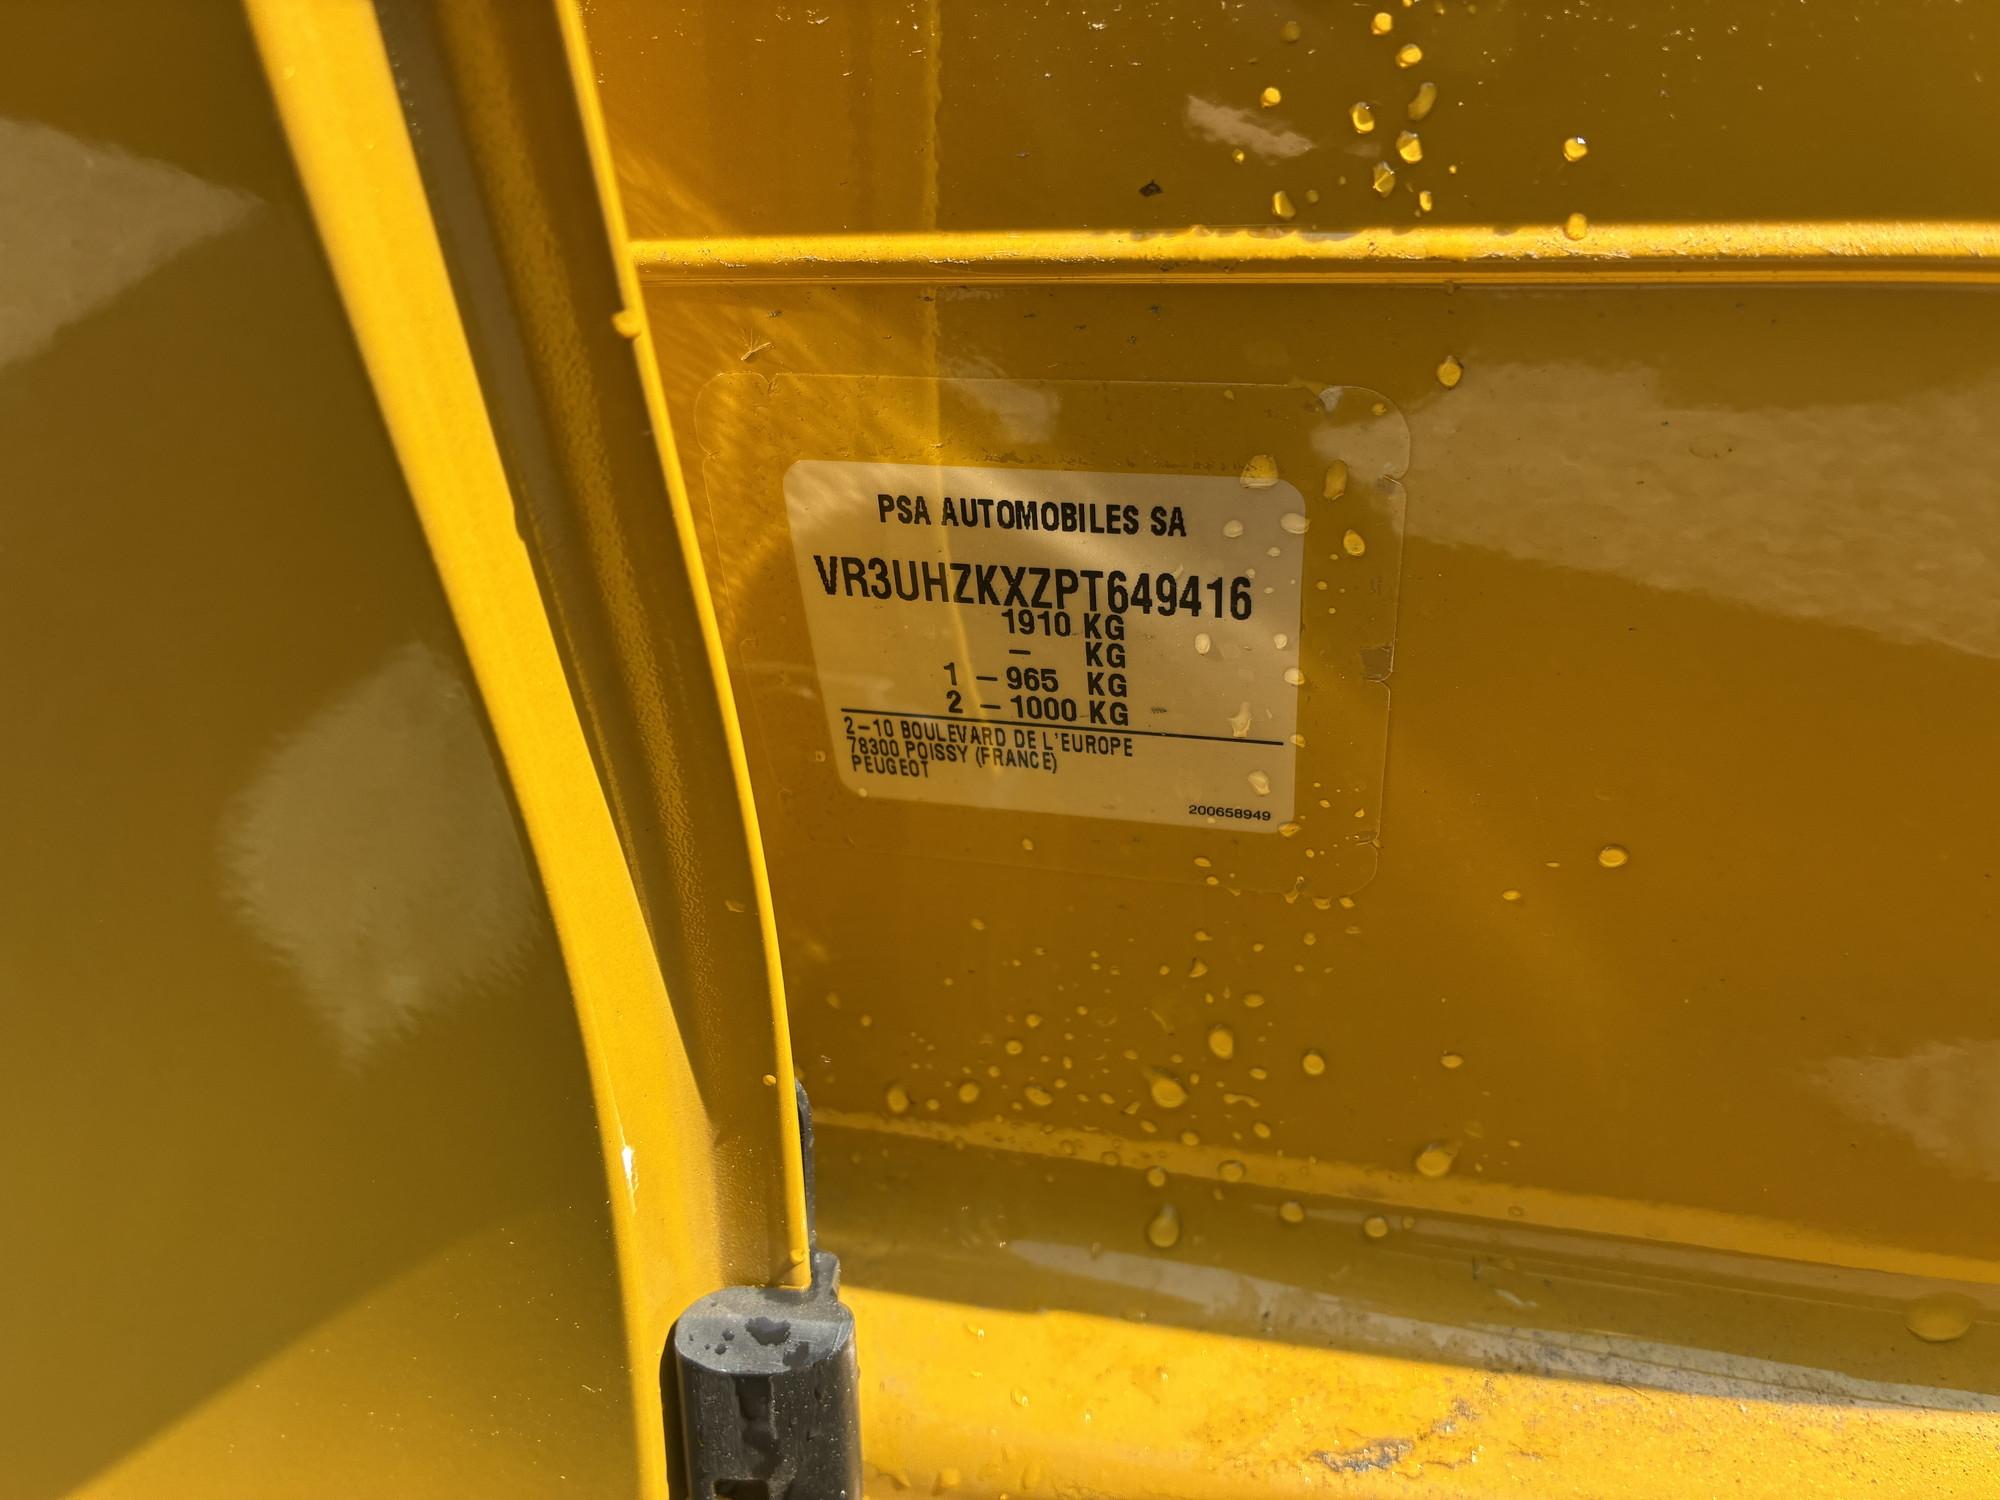 PSA AUTOMOBILES SA
VR3UHZKXZPT649416
1910 KG
– KG
1 – 965 KG
2 – 1000 KG
2–10 BOULEVARD DE L'EUROPE
78300 POISSY (FRANCE)
PEUGEOT
200658949